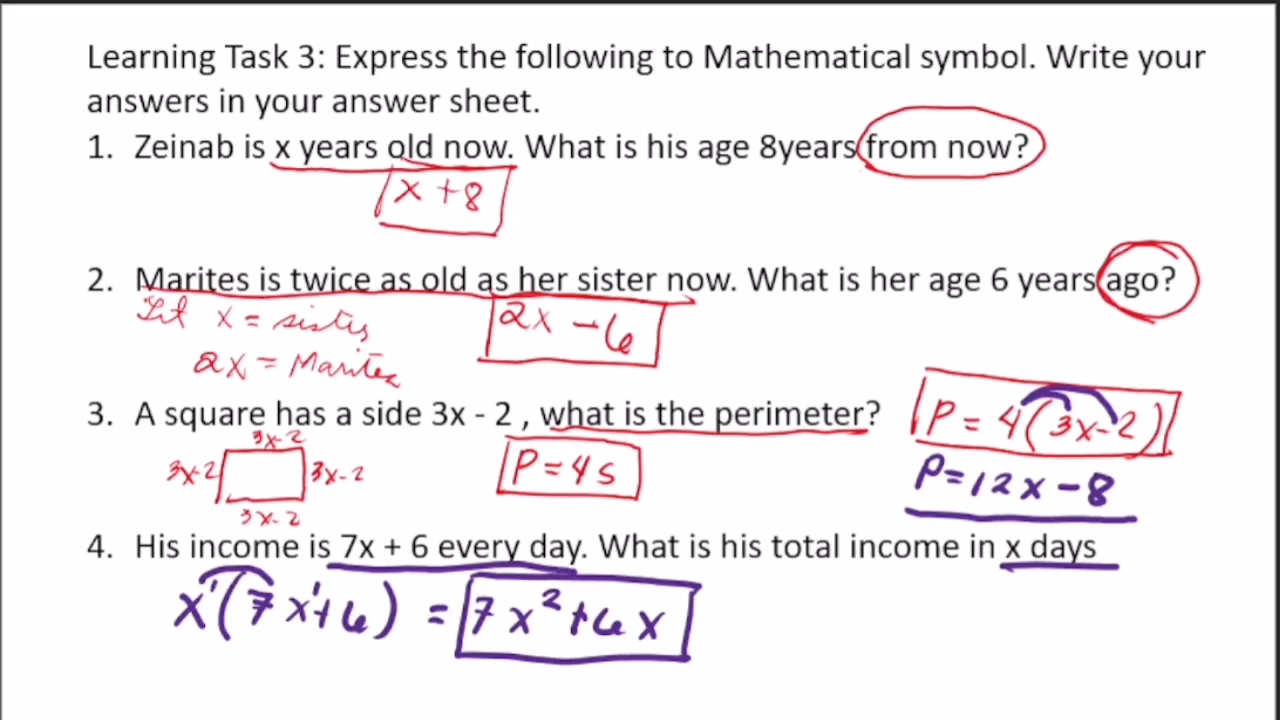 Learning Task 3: Express the following to Mathematical symbol. Write your
answers in your answer sheet.
1. Zeinab is x years old now. What is his age 8years from now?
x + 8
2. Marites is twice as old as her sister now. What is her age 6 years ago?
Let x = sister
2x - 6
2x = Marites
3. A square has a side 3x - 2 , what is the perimeter?
P = 4(3x-2)
3x-2
3x-2
3x-2
P = 4s
P=12x-8
3x-2
4. His income is 7x + 6 every day. What is his total income in x days
x¹(7x¹+6) = 7x²+6x